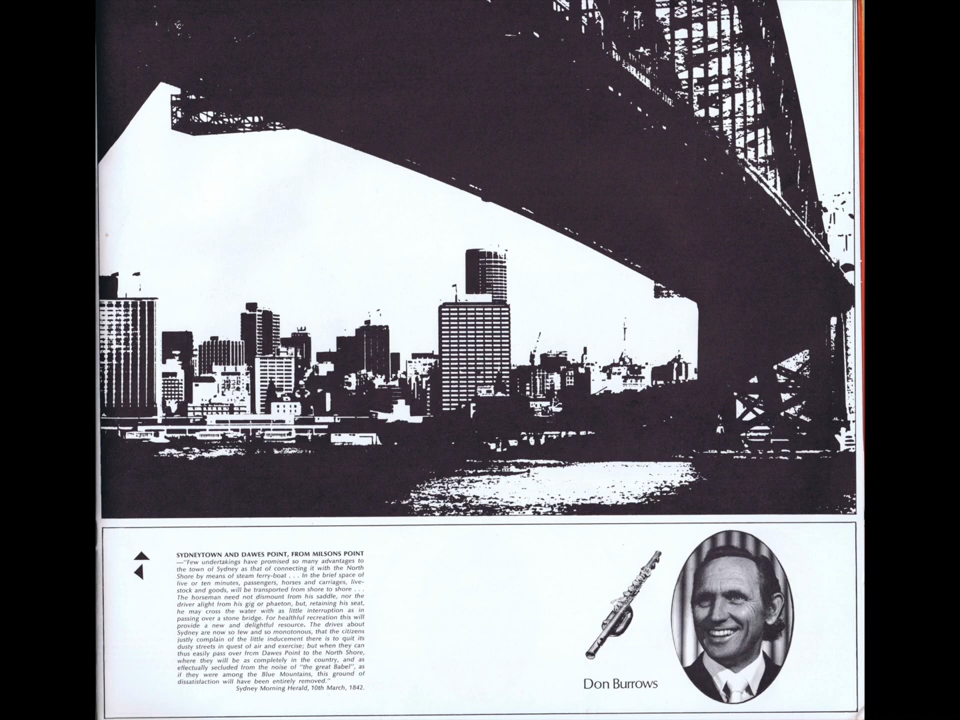 SYDNEYTOWN AND DAWES POINT, FROM MILSONS POINT
—"Few undertakings have promised so many advantages to
the town of Sydney as that of connecting it with the North
Shore by means of steam ferry-boat . . . In the brief space of
five or ten minutes, passengers, horses and carriages, live-
stock and goods, will be transported from shore to shore . . .
The horseman need not dismount from his saddle, nor the
driver alight from his gig or phaeton, but, retaining his seat,
he may cross the water with as little interruption as in
passing over a stone bridge. For healthful recreation this will
provide a new and delightful resource. The drives about
Sydney are now so few and so monotonous, that the citizens
justly complain of the little inducement there is to quit its
dusty streets in quest of air and exercise; but when they can
thus easily pass over from Dawes Point to the North Shore,
where they will be as completely in the country, and as
effectually secluded from the noise of "the great Babel", as
if they were among the Blue Mountains, this ground of
dissatisfaction will have been entirely removed."
Sydney Morning Herald, 10th March, 1842.
Don Burrows